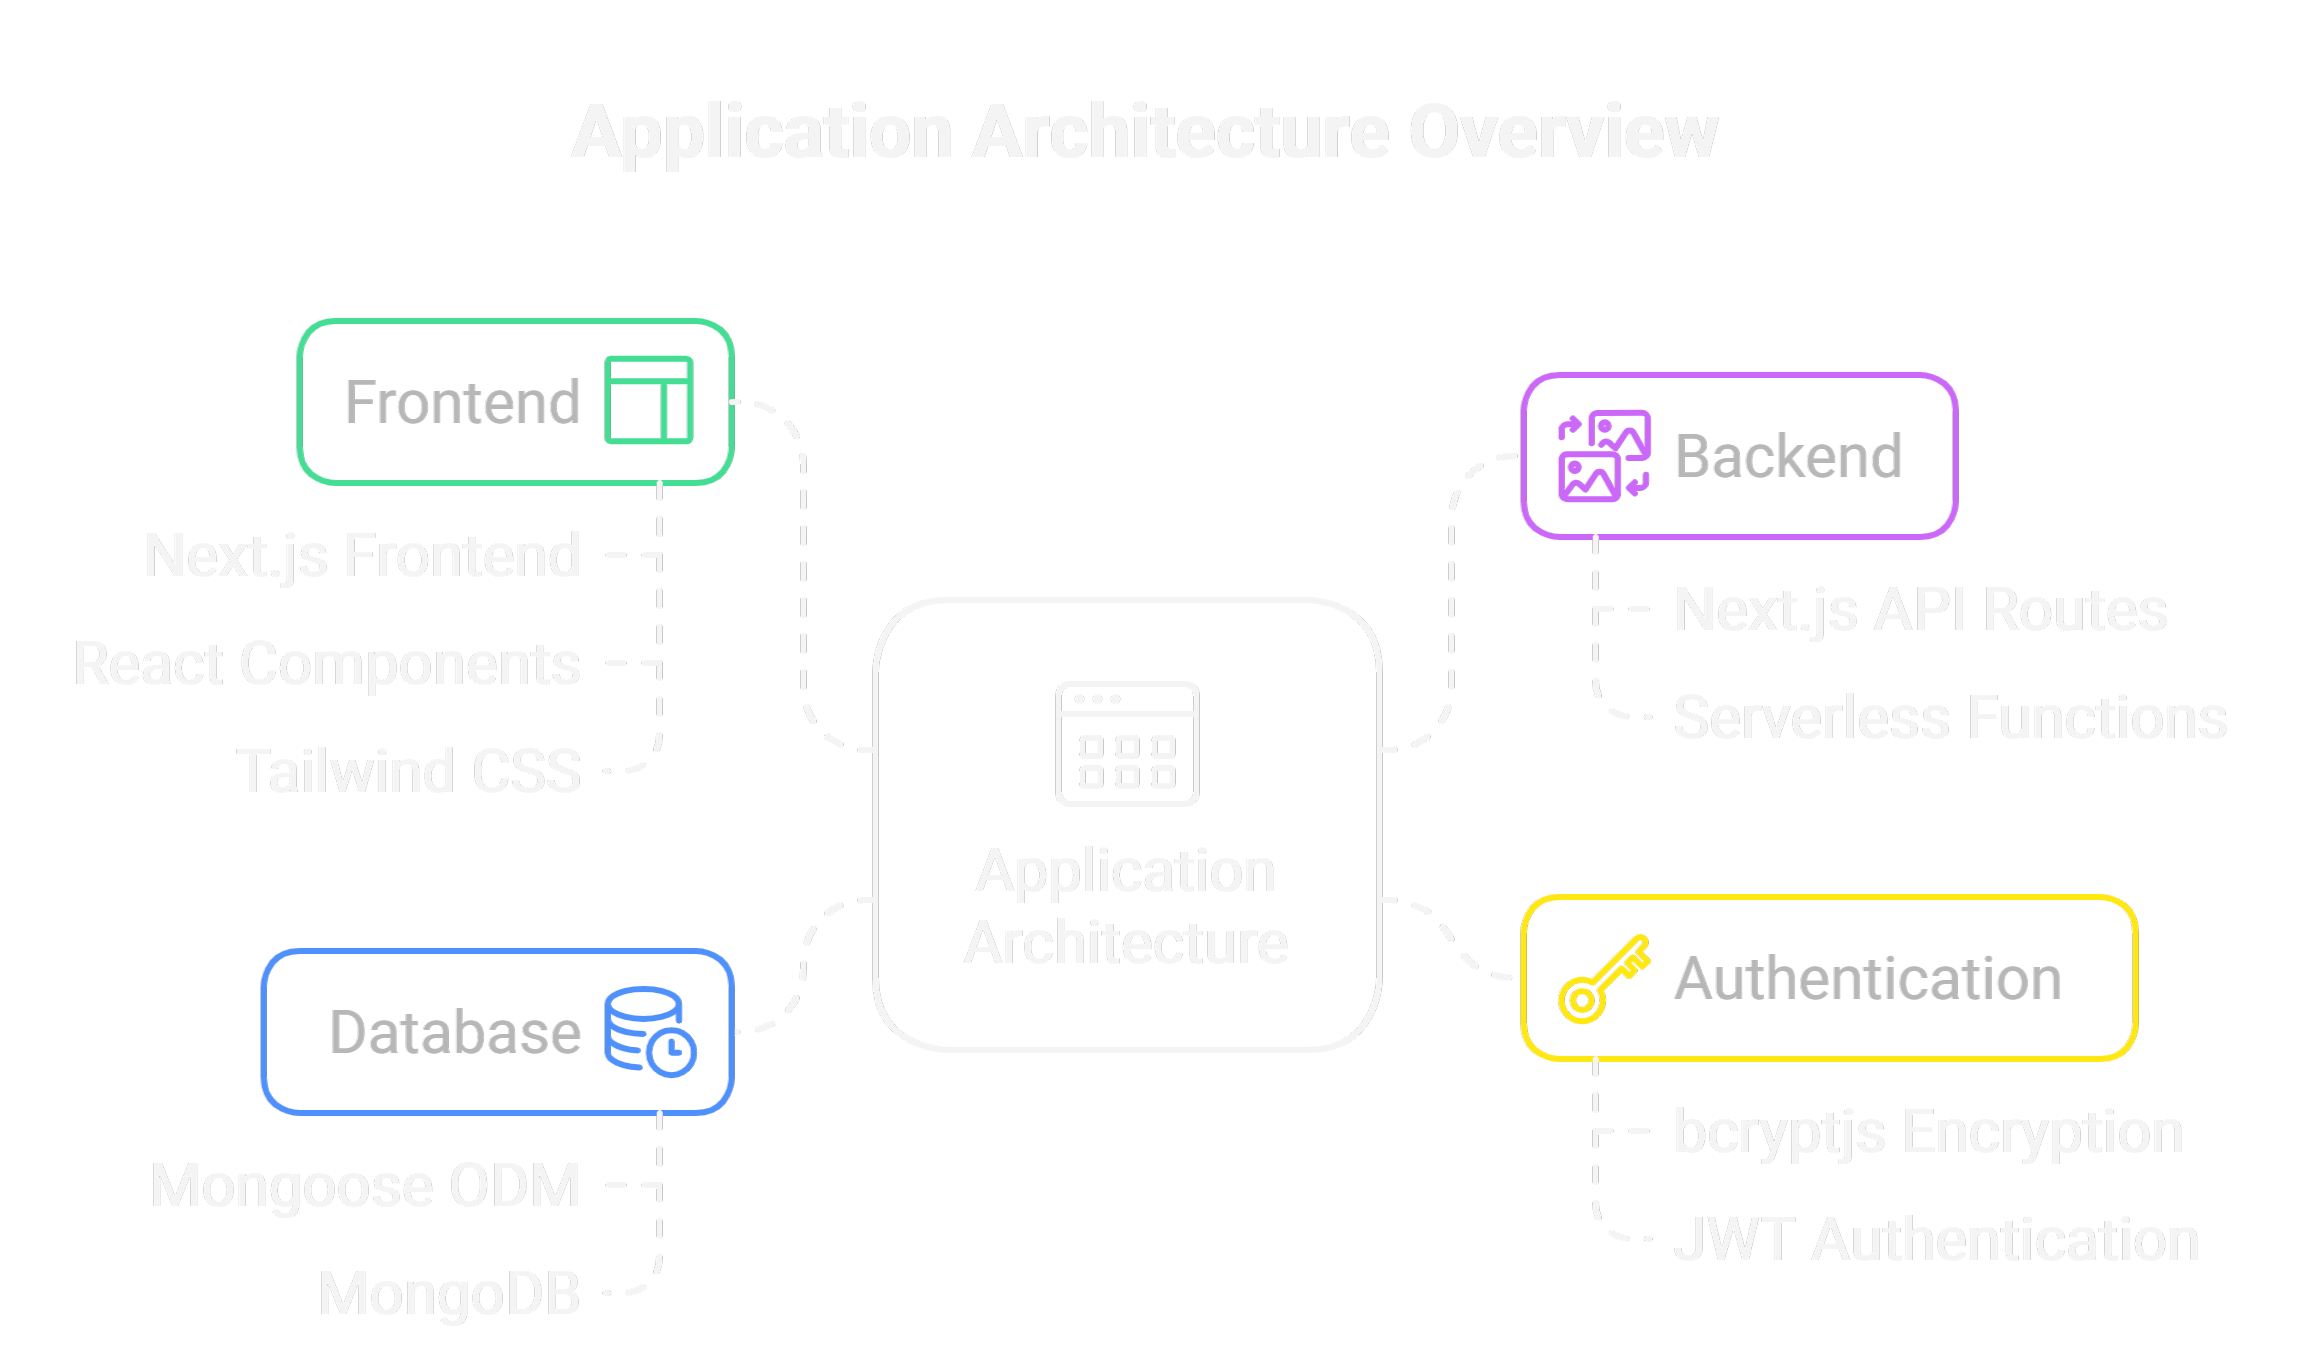 Application Architecture Overview
Frontend
Next.js Frontend
React Components
Tailwind CSS
Database
Mongoose ODM
MongoDB
Application
Architecture
Backend
Next.js API Routes
Serverless Functions
Authentication
bcryptjs Encryption
JWT Authentication